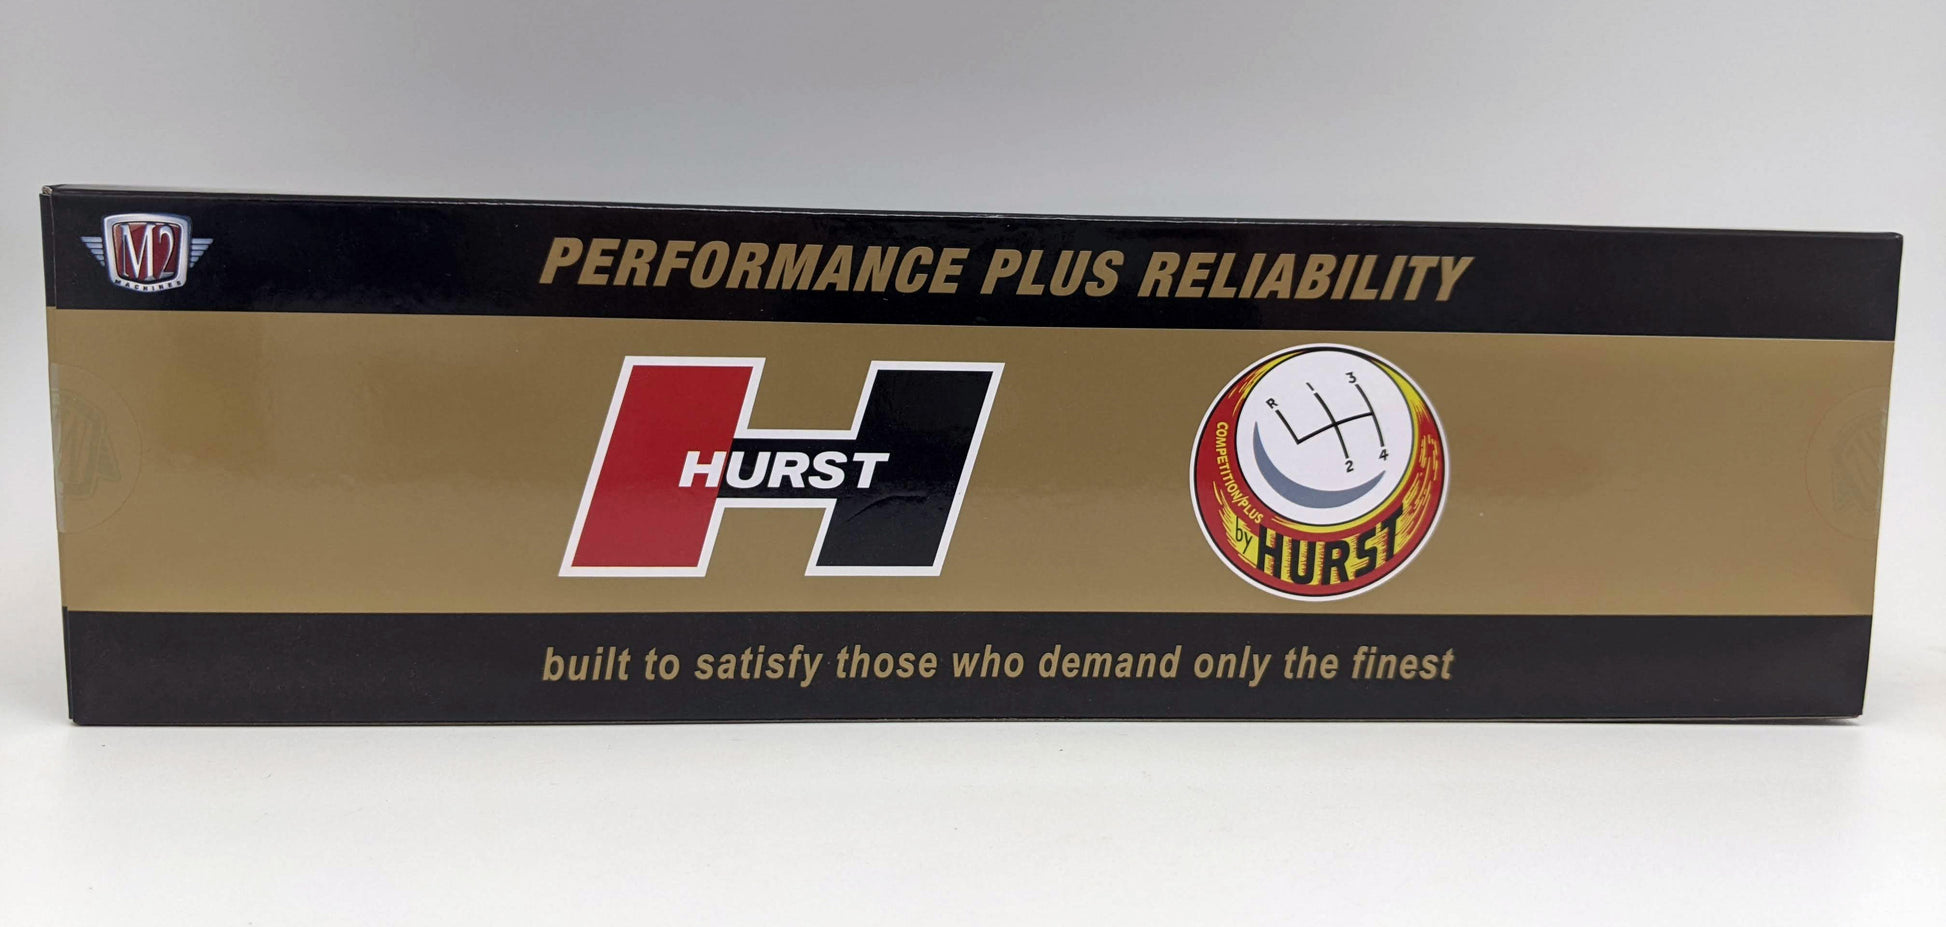 M2
MACHINES
PERFORMANCE PLUS RELIABILITY
HURST
R 1 3
2 4
COMPETITION/PLUS
by HURST
built to satisfy those who demand only the finest